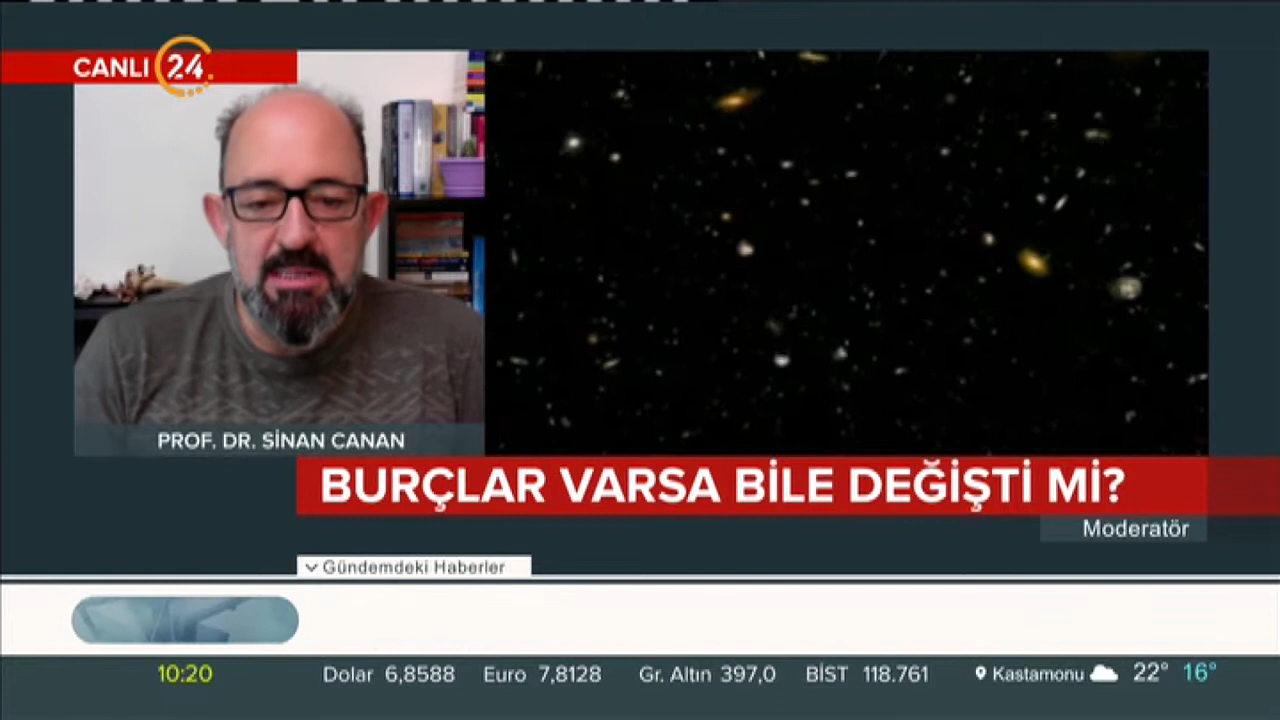 CANLI 24
PROF. DR. SİNAN CANAN
BURÇLAR VARSA BİLE DEĞİŞTİ Mİ?
Moderatör
Gündemdeki Haberler
10:20 Dolar 6,8588 Euro 7,8128 Gr. Altın 397,0 BİST 118.761 Kastamonu 22° 16°